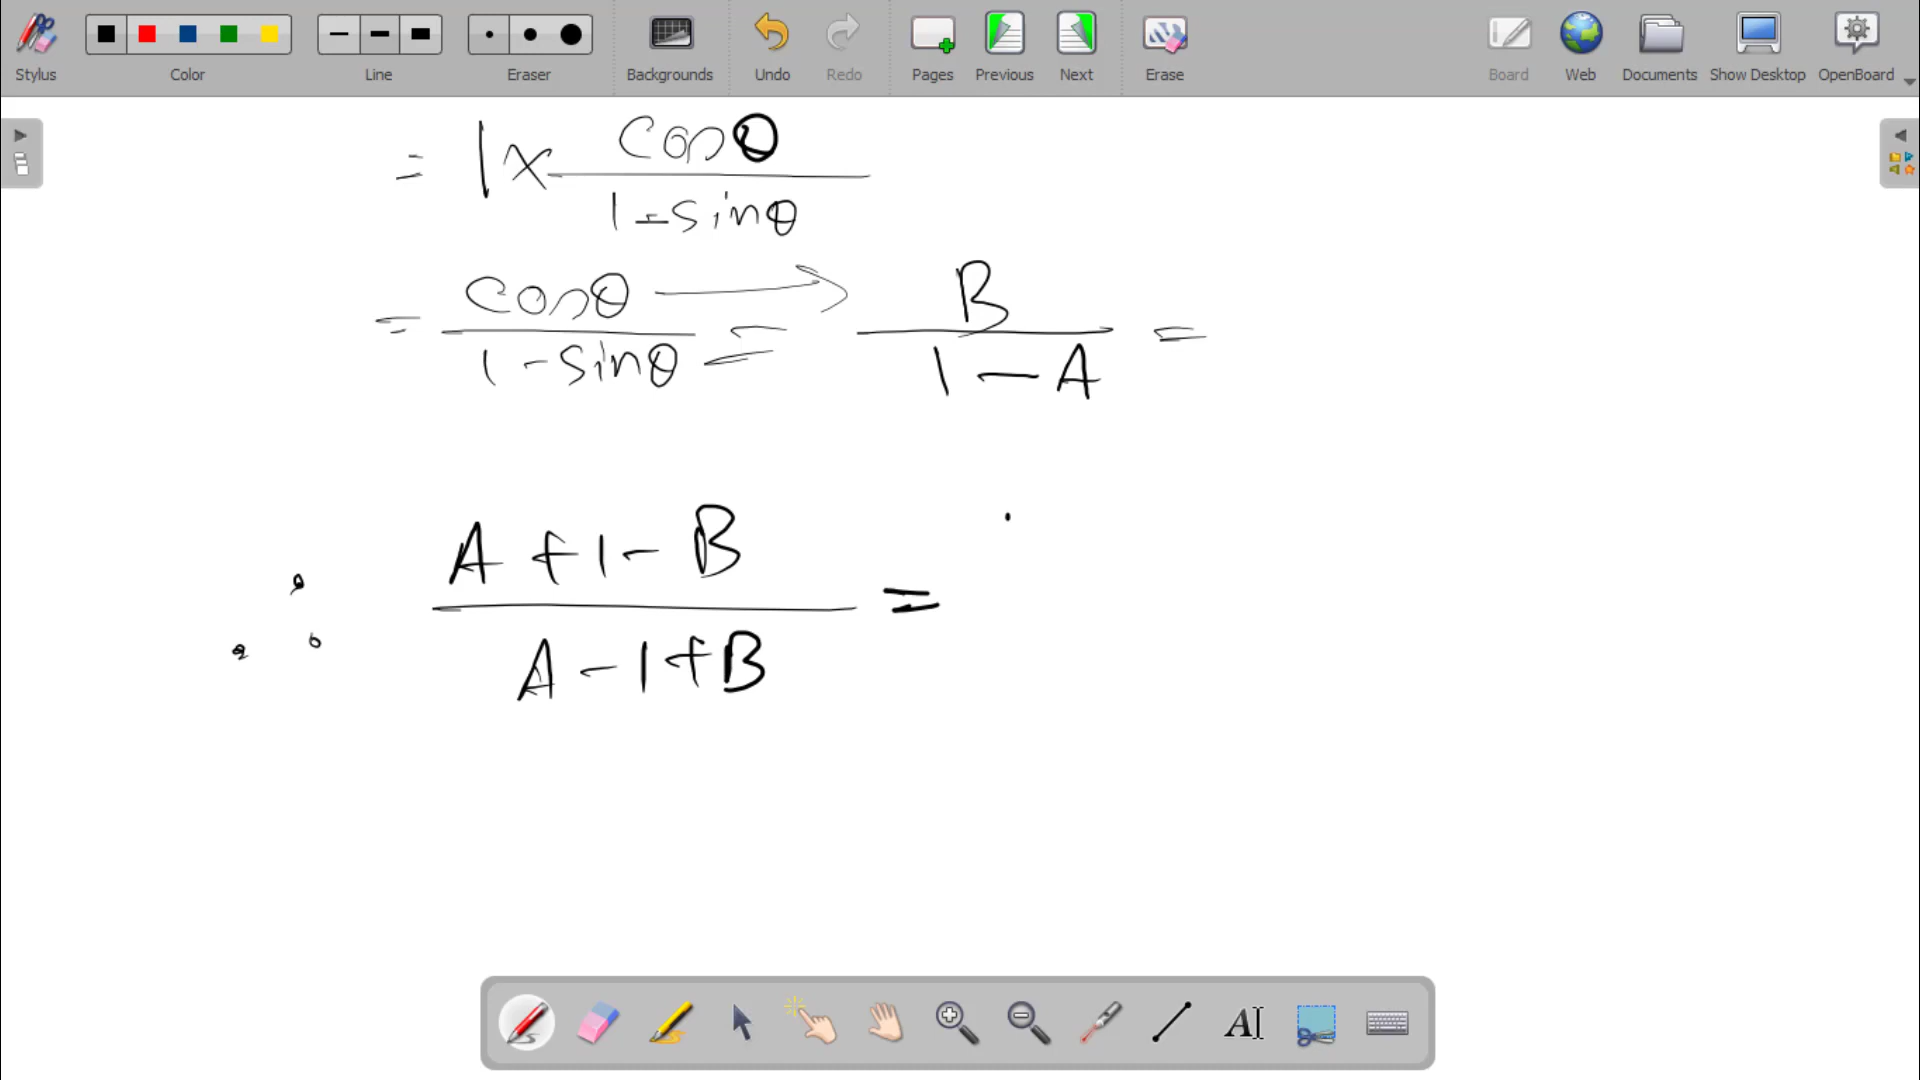 Stylus Color Line Eraser Backgrounds Undo Redo Pages Previous Next Erase Board Web Documents Show Desktop OpenBoard
= 1 × cosθ / 1 - sinθ
= cosθ / 1 - sinθ → = B / 1 - A =
∴ A + 1 - B / A - 1 + B =
AI